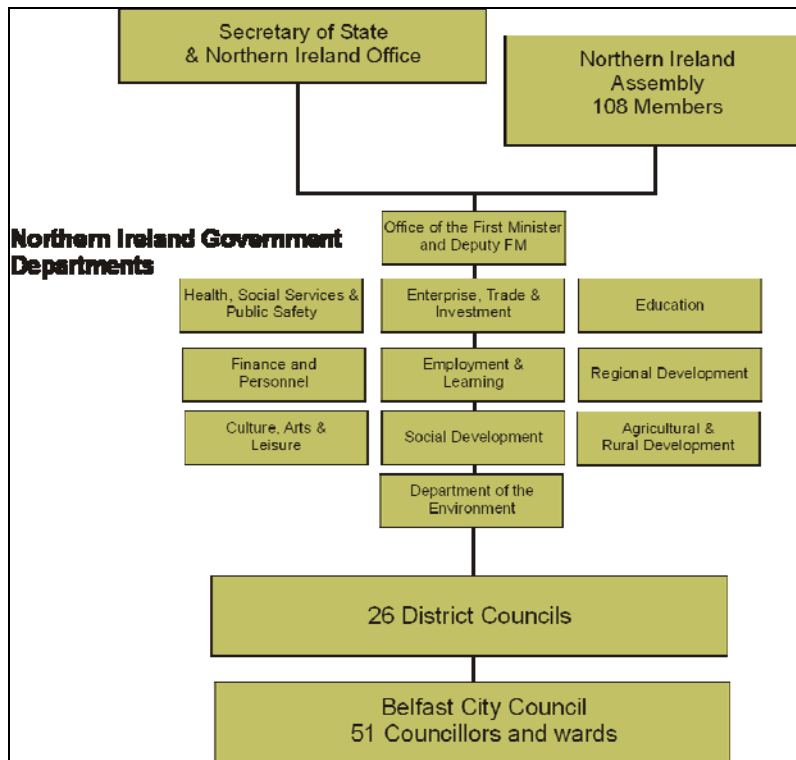 Secretary of State
& Northern Ireland Office
Northern Ireland
Assembly
108 Members
Northern Ireland Government
Departments
Office of the First Minister
and Deputy FM
Health, Social Services &
Public Safety
Enterprise, Trade &
Investment
Education
Finance and
Personnel
Employment &
Learning
Regional Development
Culture, Arts &
Leisure
Social Development
Agricultural &
Rural Development
Department of the
Environment
26 District Councils
Belfast City Council
51 Councillors and wards